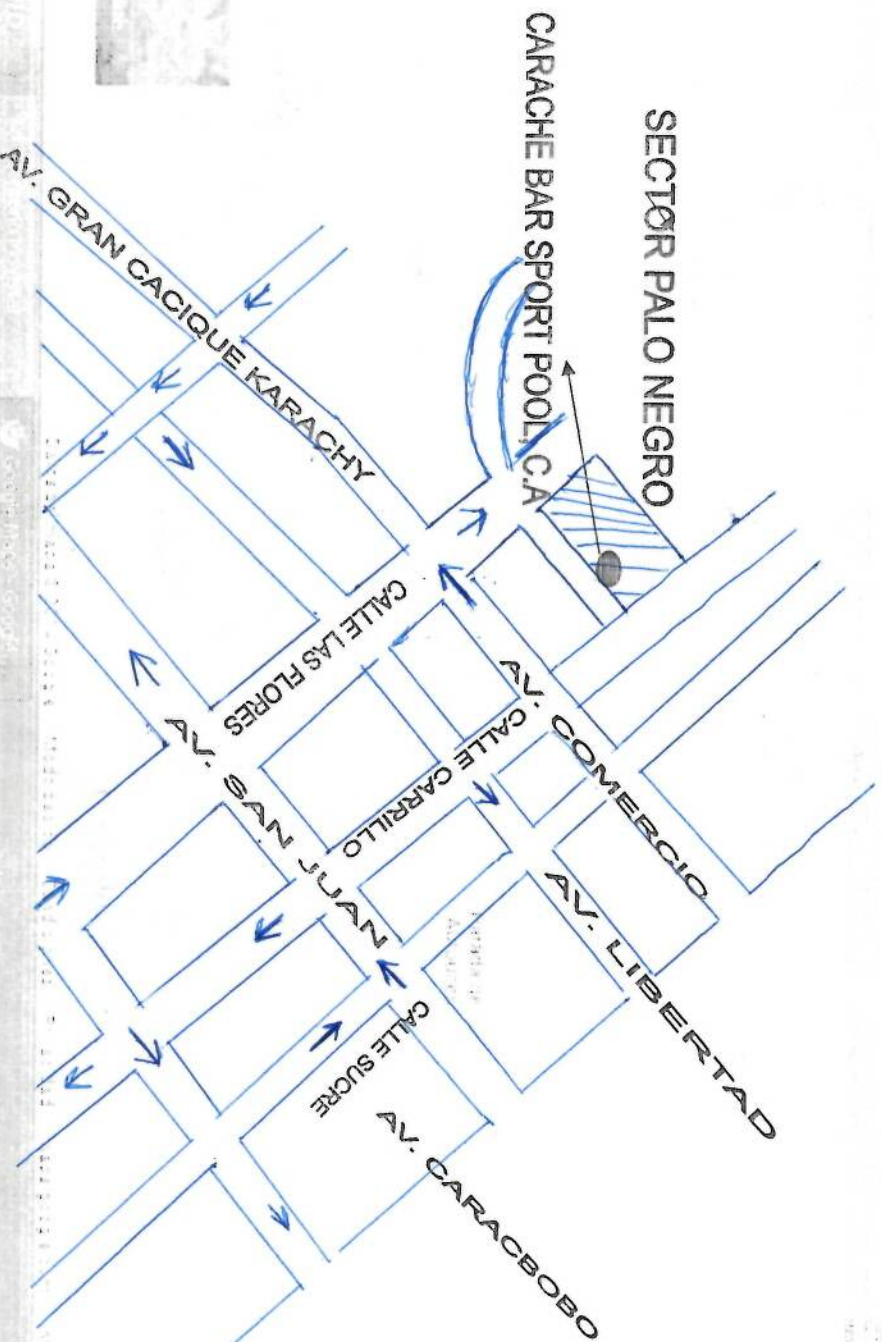 SECTOR PALO NEGRO
CARACHE BAR SPORT POOL, C.A
AV. GRAN CACIQUE KARACHY
CALLE LAS FLORES
AV. COMERCIO
CALLE CARRILLO
AV. SAN JUAN
AV. LIBERTAD
CALLE SUCRE
AV. CARACBOBO